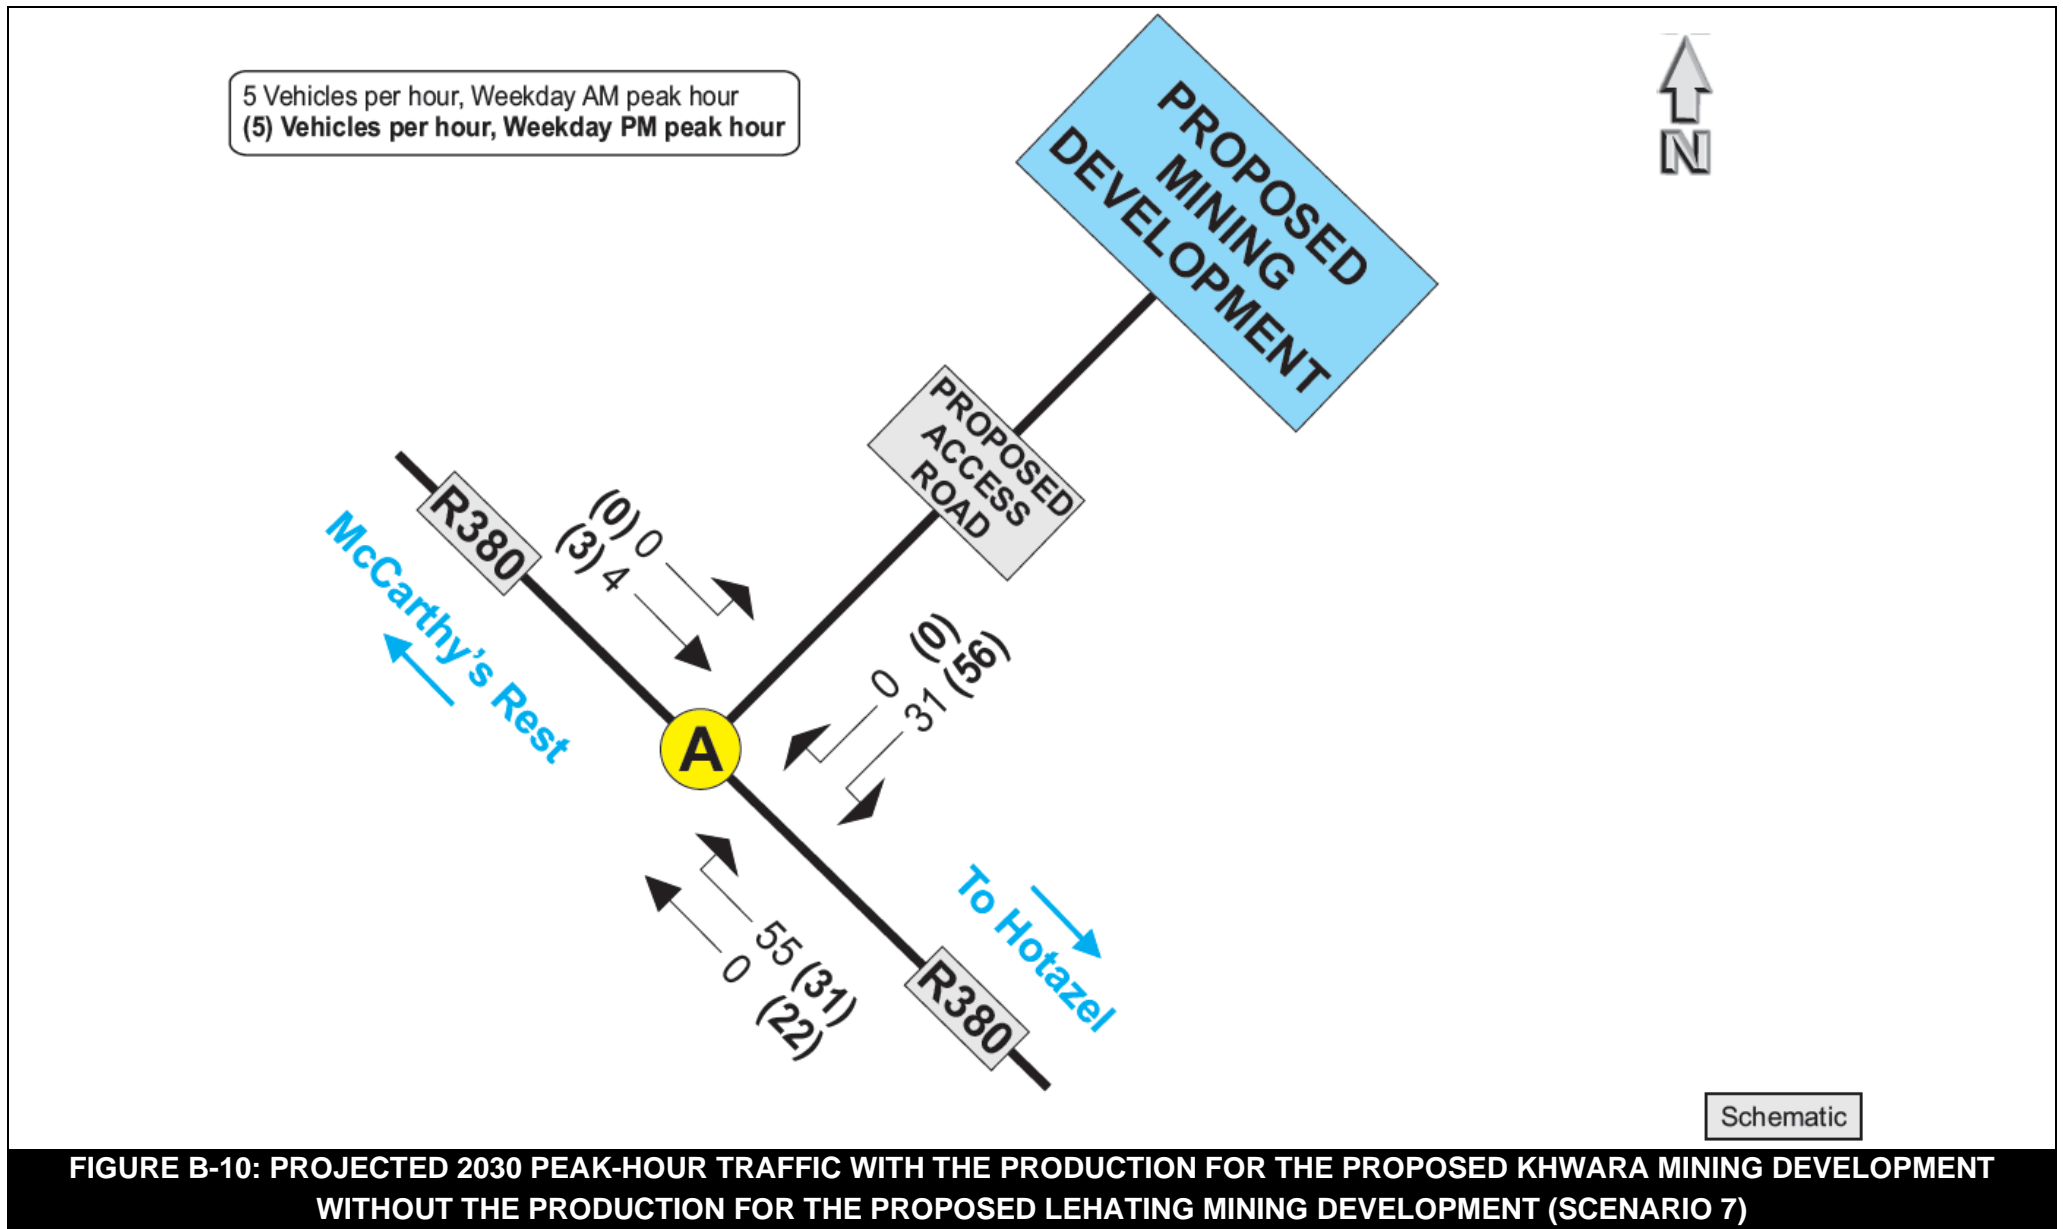 5 Vehicles per hour, Weekday AM peak hour
(5) Vehicles per hour, Weekday PM peak hour
N
PROPOSED
MINING
DEVELOPMENT
PROPOSED
ACCESS
ROAD
R380
McCarthy's Rest
(0) 0
(3) 4
0 (0)
31 (56)
A
55 (31)
0 (22)
To Hotazel
R380
Schematic
FIGURE B-10: PROJECTED 2030 PEAK-HOUR TRAFFIC WITH THE PRODUCTION FOR THE PROPOSED KHWARA MINING DEVELOPMENT
WITHOUT THE PRODUCTION FOR THE PROPOSED LEHATING MINING DEVELOPMENT (SCENARIO 7)